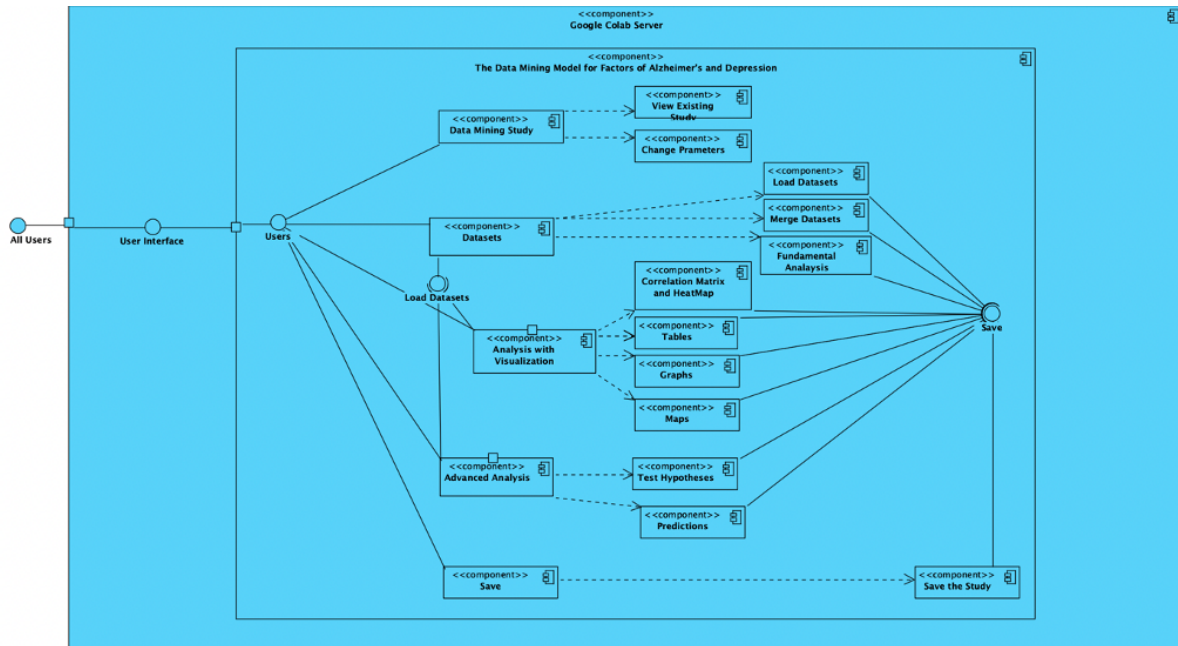 <<component>>
Google Colab Server
<<component>>
The Data Mining Model for Factors of Alzheimer's and Depression
<<component>>
View Existing
Study
<<component>>
Data Mining Study
<<component>>
Change Prameters
<<component>>
Load Datasets
<<component>>
Merge Datasets
All Users
User Interface
Users
<<component>>
Datasets
<<component>>
Fundamental
Analaysis
<<component>>
Correlation Matrix
and HeatMap
Load Datasets
Save
<<component>>
Tables
<<component>>
Analysis with
Visualization
<<component>>
Graphs
<<component>>
Maps
<<component>>
Advanced Analysis
<<component>>
Test Hypotheses
<<component>>
Predictions
<<component>>
Save
<<component>>
Save the Study